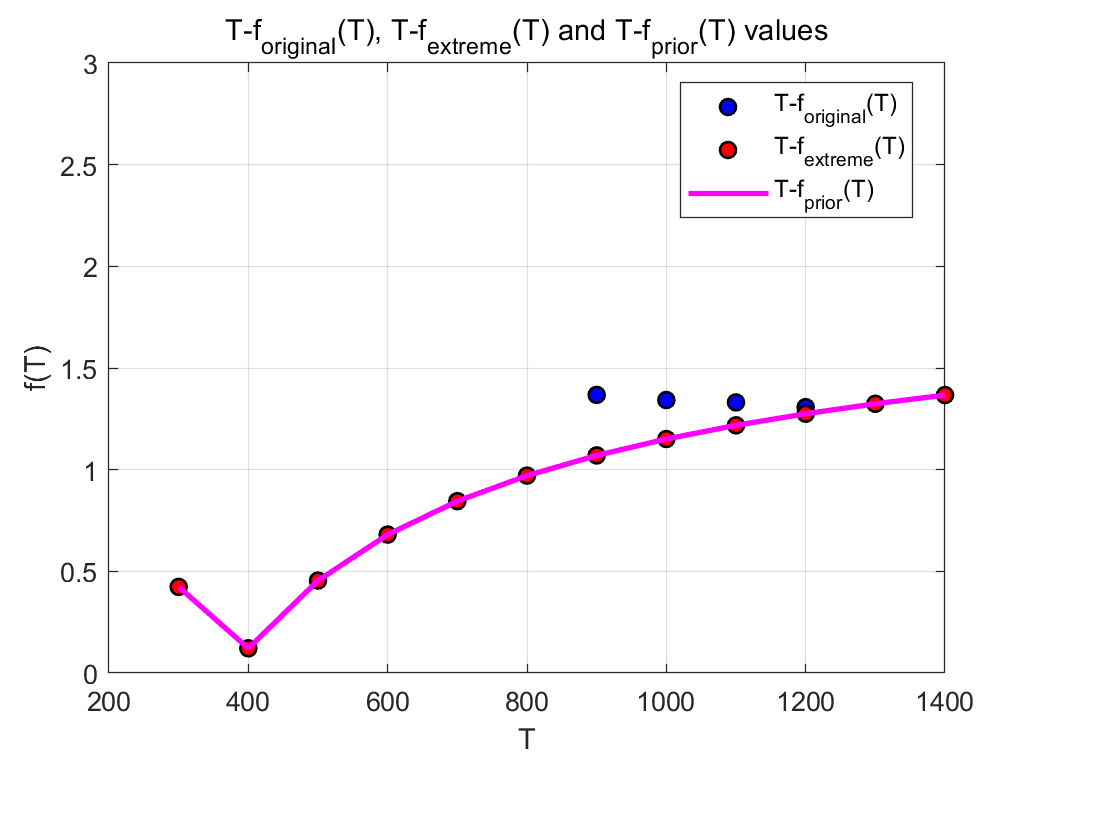 T-f_original(T), T-f_extreme(T) and T-f_prior(T) values
3
2.5
2
1.5
1
0.5
0
f(T)
T-f_original(T)
T-f_extreme(T)
T-f_prior(T)
200 400 600 800 1000 1200 1400
T